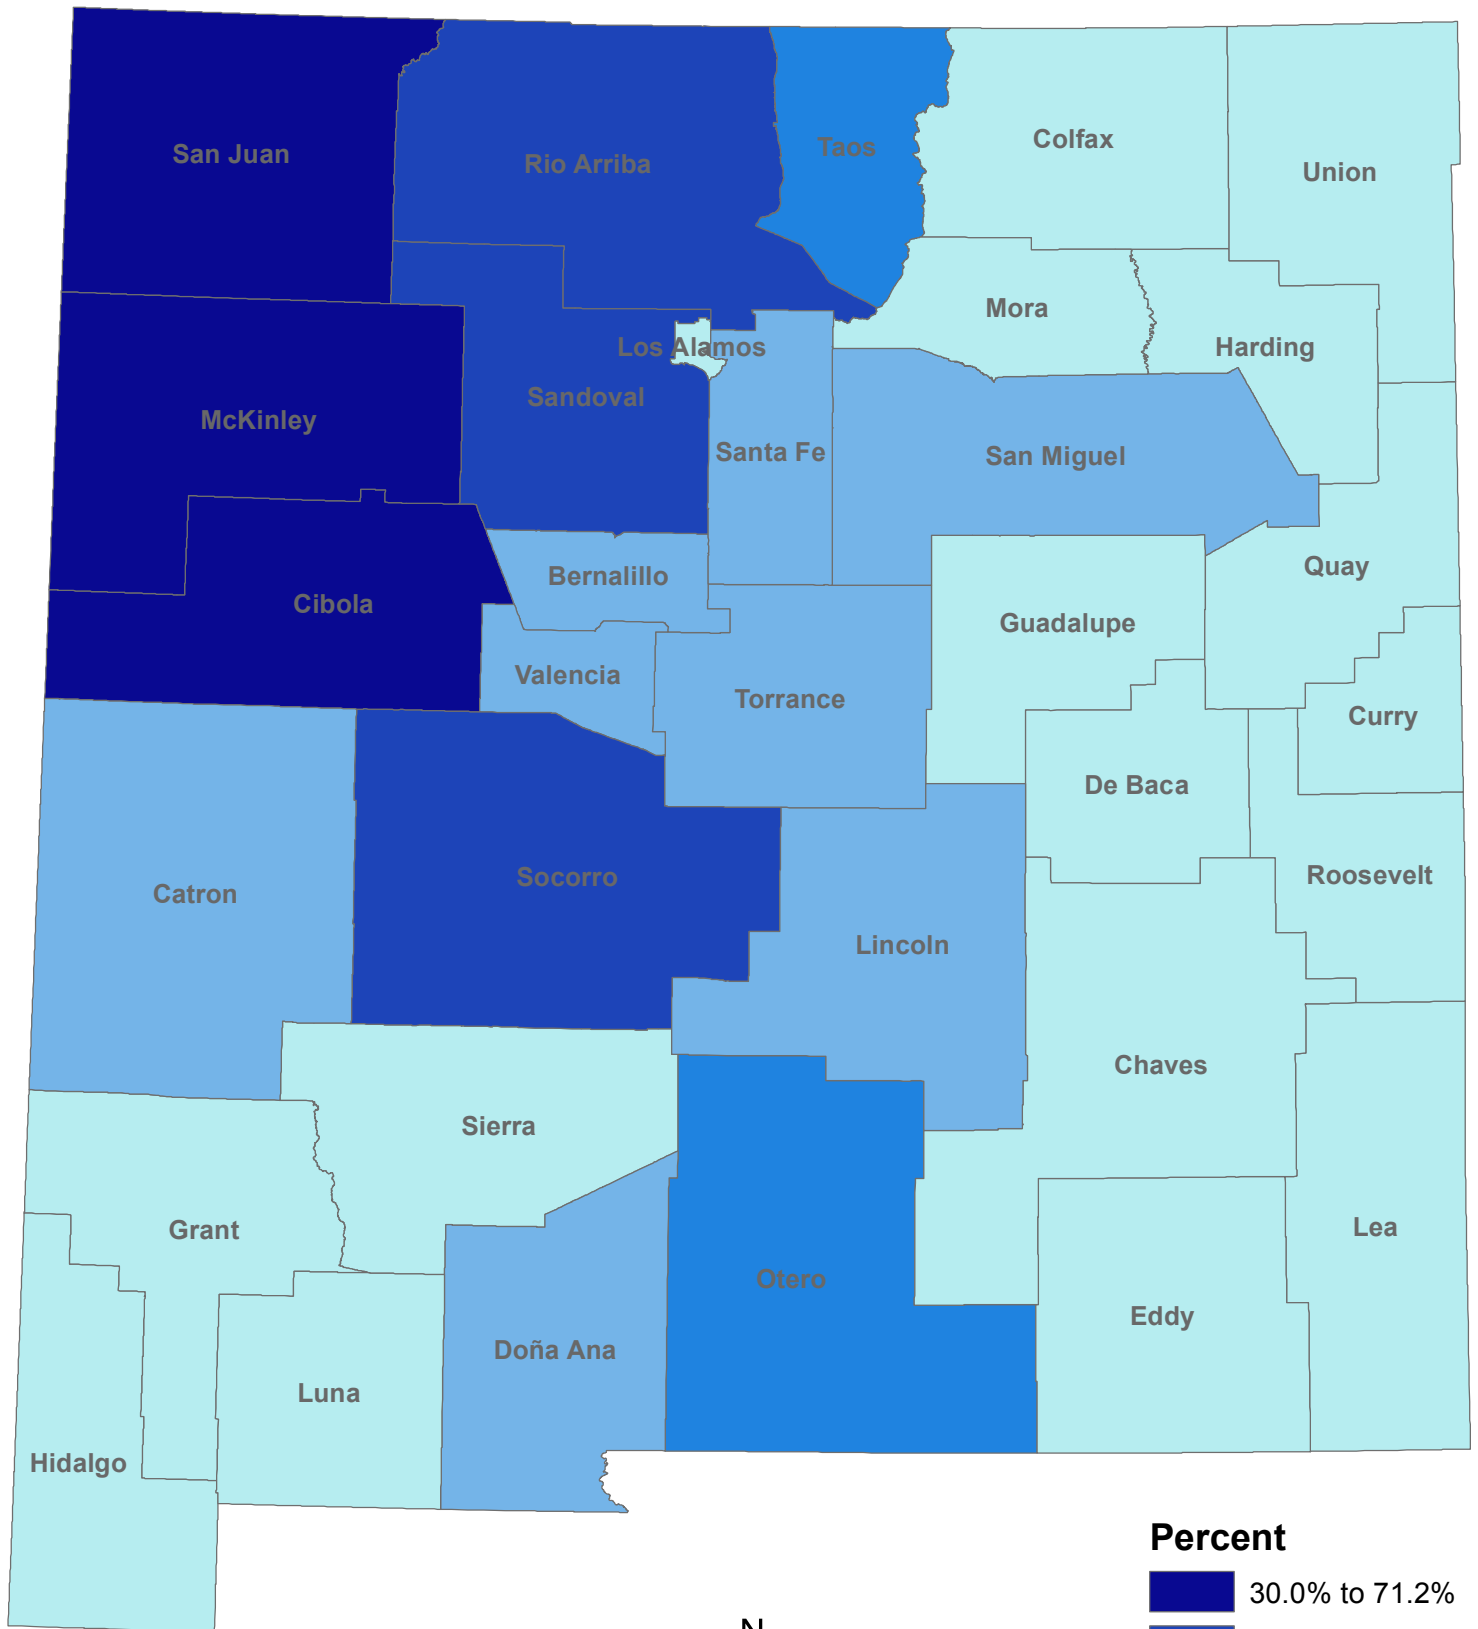 San Juan
Rio Arriba
Taos
Colfax
Union
Mora
Harding
Los Alamos
Sandoval
McKinley
Santa Fe
San Miguel
Quay
Bernalillo
Cibola
Guadalupe
Valencia
Torrance
Curry
De Baca
Roosevelt
Socorro
Catron
Lincoln
Chaves
Sierra
Grant
Lea
Otero
Eddy
Doña Ana
Luna
Hidalgo
Percent
30.0% to 71.2%
N